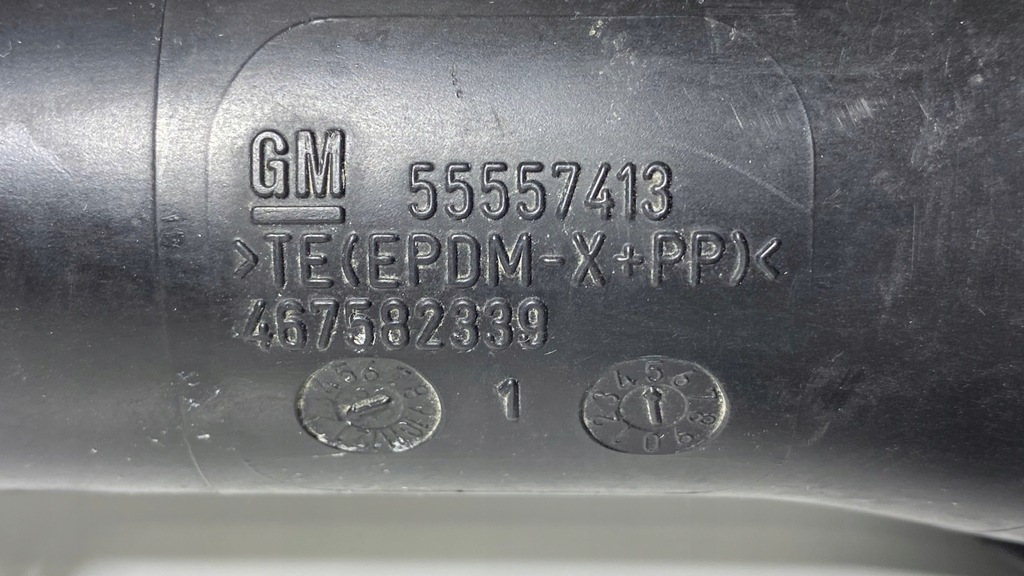 GM 55557413
>TE(EPDM-X+PP)<
467582339
1